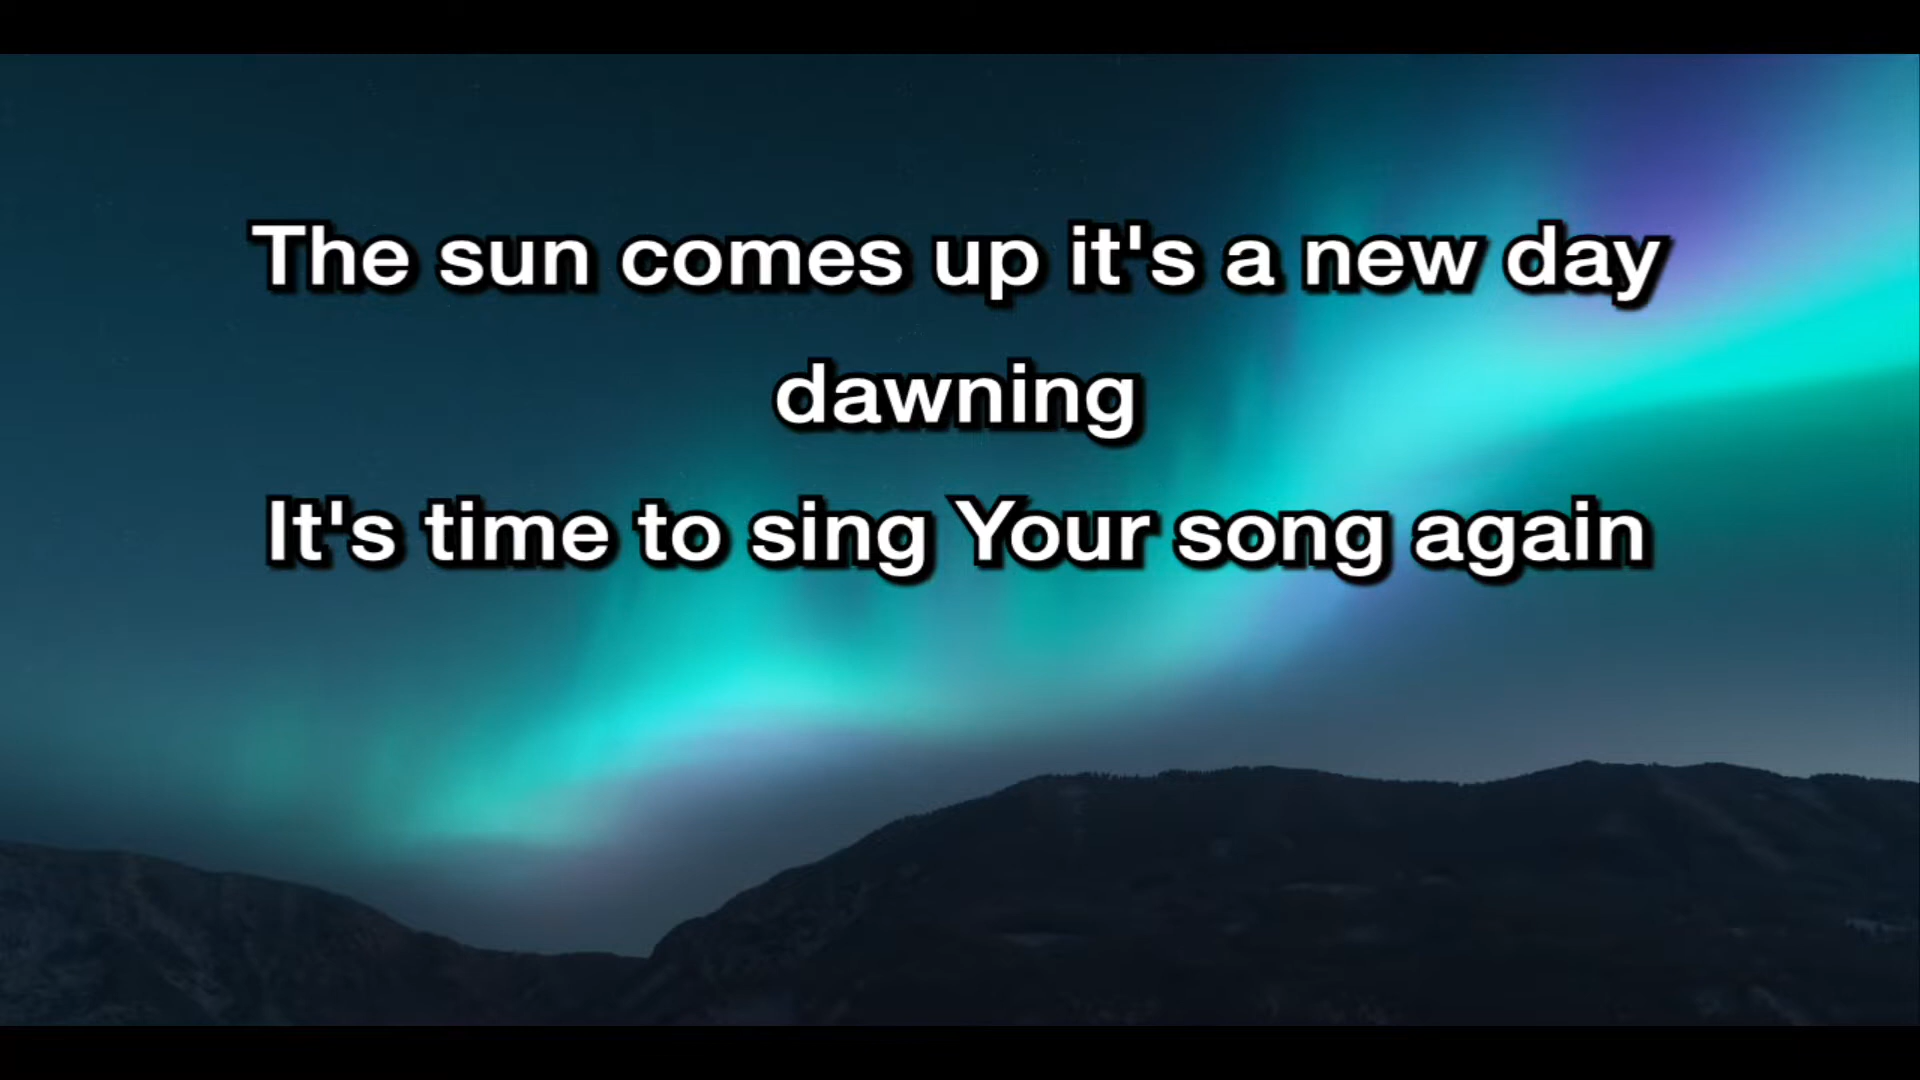 The sun comes up it's a new day
dawning
It's time to sing Your song again